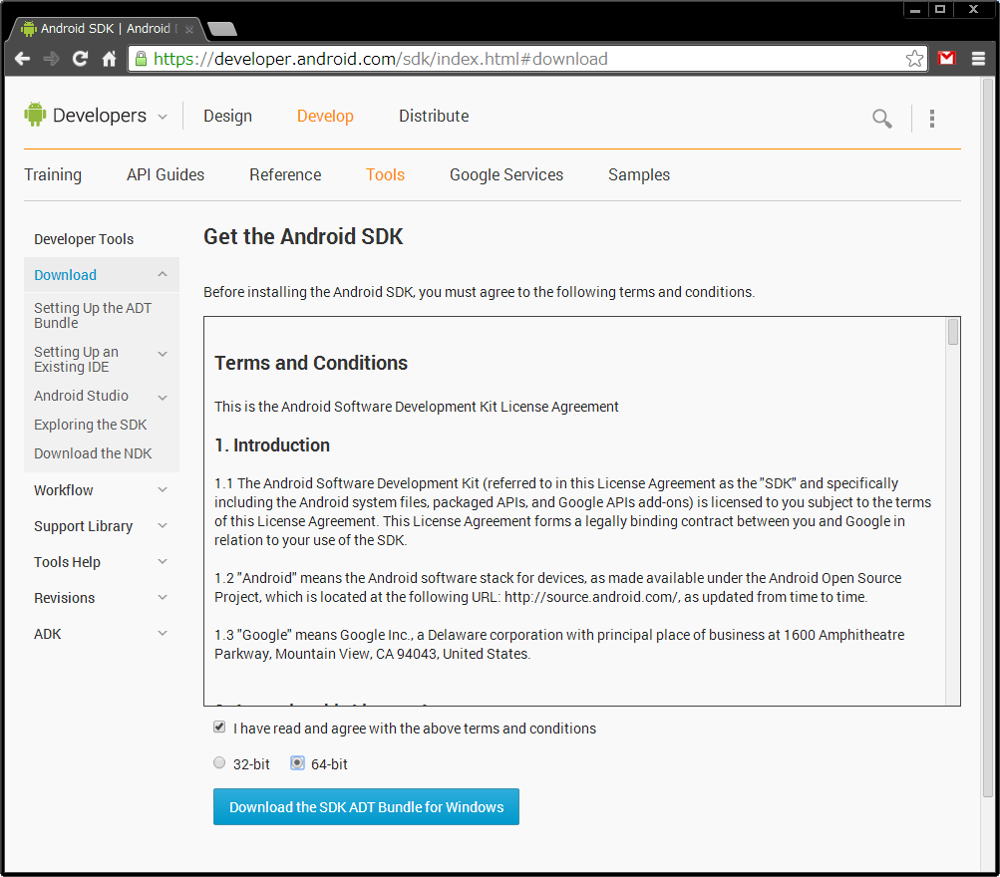 Android SDK | Android
https://developer.android.com/sdk/index.html#download
Developers Design Develop Distribute
Training API Guides Reference Tools Google Services Samples
Developer Tools
Download
Setting Up the ADT
Bundle
Setting Up an
Existing IDE
Android Studio
Exploring the SDK
Download the NDK
Workflow
Support Library
Tools Help
Revisions
ADK
Get the Android SDK
Before installing the Android SDK, you must agree to the following terms and conditions.
Terms and Conditions
This is the Android Software Development Kit License Agreement
1. Introduction
1.1 The Android Software Development Kit (referred to in this License Agreement as the "SDK" and specifically
including the Android system files, packaged APIs, and Google APIs add-ons) is licensed to you subject to the terms
of this License Agreement. This License Agreement forms a legally binding contract between you and Google in
relation to your use of the SDK.
1.2 "Android" means the Android software stack for devices, as made available under the Android Open Source
Project, which is located at the following URL: http://source.android.com/, as updated from time to time.
1.3 "Google" means Google Inc., a Delaware corporation with principal place of business at 1600 Amphitheatre
Parkway, Mountain View, CA 94043, United States.
I have read and agree with the above terms and conditions
32-bit 64-bit
Download the SDK ADT Bundle for Windows